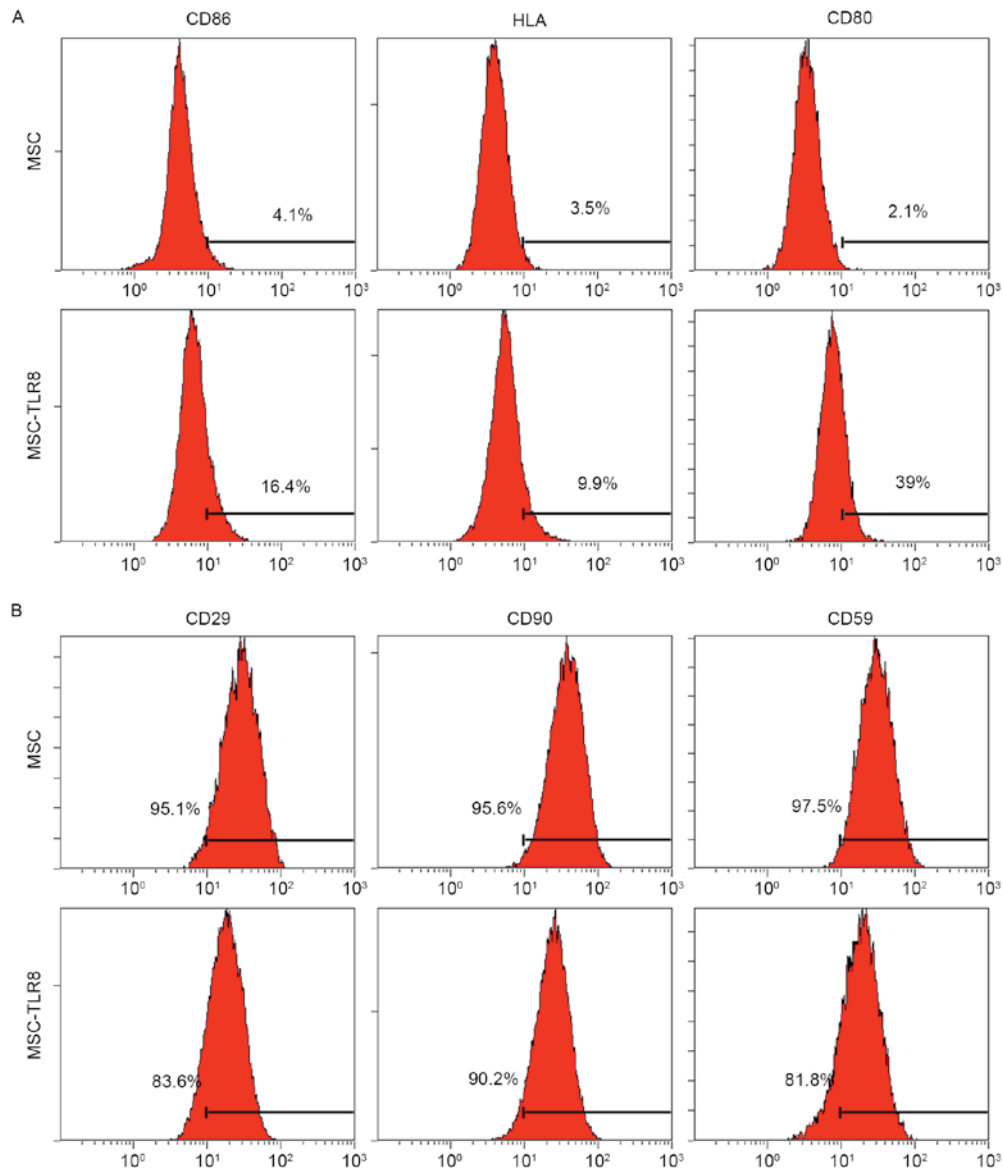 A
CD86 HLA CD80
MSC
4.1% 3.5% 2.1%
10⁰ 10¹ 10² 10³ 10⁰ 10¹ 10² 10³ 10⁰ 10¹ 10² 10³
MSC-TLR8
16.4% 9.9% 39%
10⁰ 10¹ 10² 10³ 10⁰ 10¹ 10² 10³ 10⁰ 10¹ 10² 10³
B
CD29 CD90 CD59
MSC
95.1% 95.6% 97.5%
10⁰ 10¹ 10² 10³ 10⁰ 10¹ 10² 10³ 10⁰ 10¹ 10² 10³
MSC-TLR8
83.6% 90.2% 81.8%
10⁰ 10¹ 10² 10³ 10⁰ 10¹ 10² 10³ 10⁰ 10¹ 10² 10³